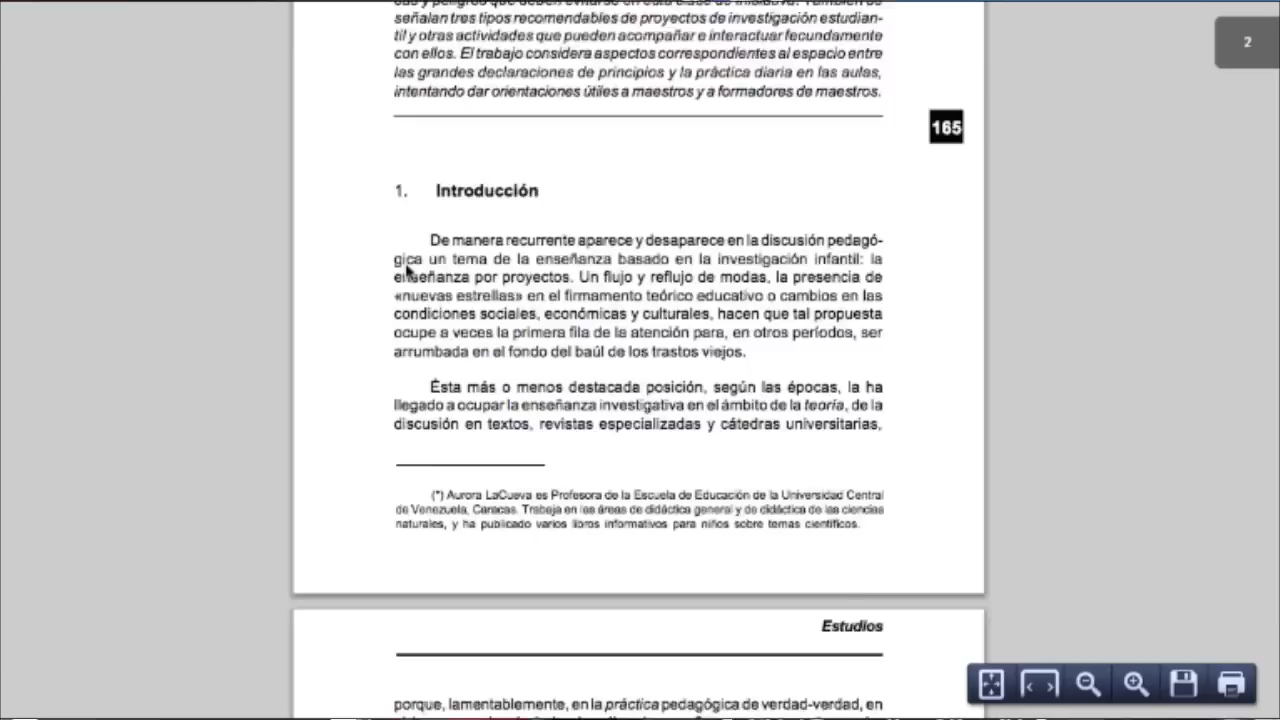 señalan tres tipos recomendables de proyectos de investigación estudian-
til y otras actividades que pueden acompañar e interactuar fecundamente
con ellos. El trabajo considera aspectos correspondientes al espacio entre
las grandes declaraciones de principios y la práctica diaria en las aulas,
intentando dar orientaciones útiles a maestros y a formadores de maestros.
2
165
1. Introducción
De manera recurrente aparece y desaparece en la discusión pedagó-
gica un tema de la enseñanza basado en la investigación infantil: la
enseñanza por proyectos. Un flujo y reflujo de modas, la presencia de
«nuevas estrellas» en el firmamento teórico educativo o cambios en las
condiciones sociales, económicas y culturales, hacen que tal propuesta
ocupe a veces la primera fila de la atención para, en otros períodos, ser
arrumbada en el fondo del baúl de los trastos viejos.
Ésta más o menos destacada posición, según las épocas, la ha
llegado a ocupar la enseñanza investigativa en el ámbito de la teoría, de la
discusión en textos, revistas especializadas y cátedras universitarias,
(*) Aurora LaCueva es Profesora de la Escuela de Educación de la Universidad Central
de Venezuela, Caracas. Trabaja en las áreas de didáctica general y de didáctica de las ciencias
naturales, y ha publicado varios libros informativos para niños sobre temas científicos.
Estudios
porque, lamentablemente, en la práctica pedagógica de verdad-verdad, en